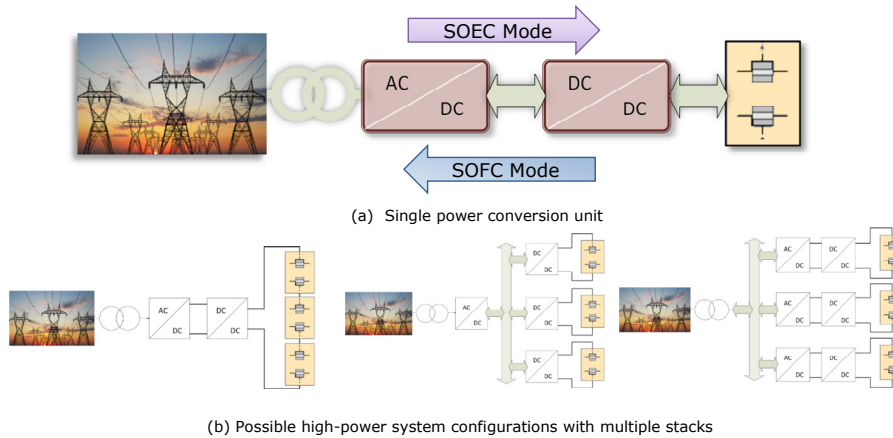 SOEC Mode
AC
DC
DC
DC
SOFC Mode
(a) Single power conversion unit
AC
DC
DC
DC
AC
DC
DC
DC
DC
DC
DC
DC
AC
DC
DC
DC
AC
DC
DC
DC
AC
DC
DC
DC
(b) Possible high-power system configurations with multiple stacks